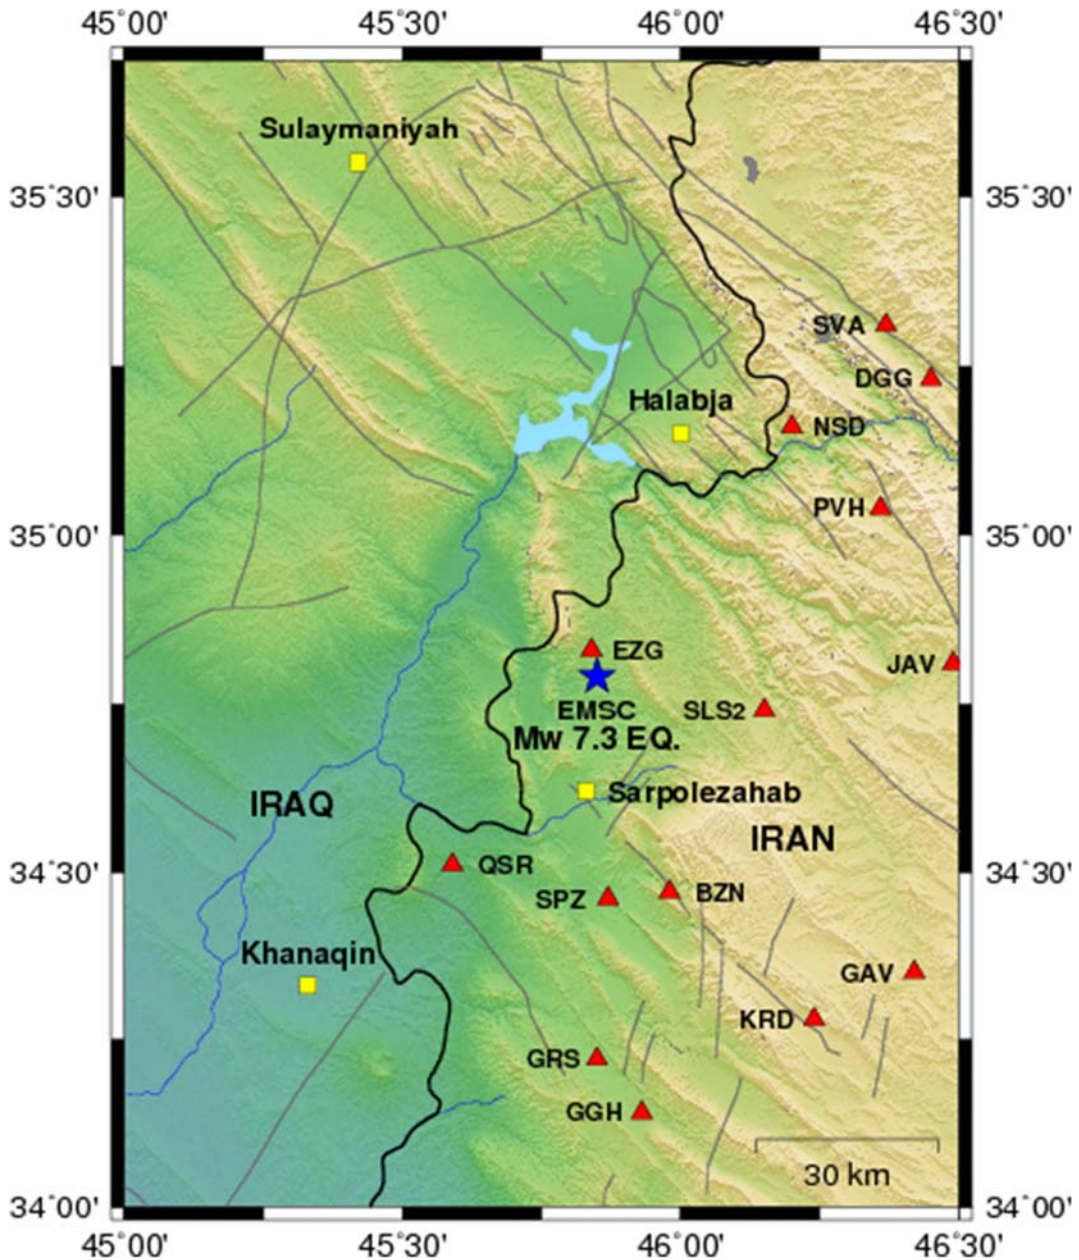 45°00'
45°30'
46°00'
46°30'
Sulaymaniyah
35°30'
35°30'
SVA
DGG
Halabja
NSD
PVH
35°00'
35°00'
EZG
JAV
EMSC
SLS2
Mw 7.3 EQ.
Sarpolezahab
IRAQ
IRAN
34°30'
34°30'
QSR
SPZ
BZN
Khanaqin
GAV
KRD
GRS
GGH
30 km
34°00'
34°00'
45°00'
45°30'
46°00'
46°30'